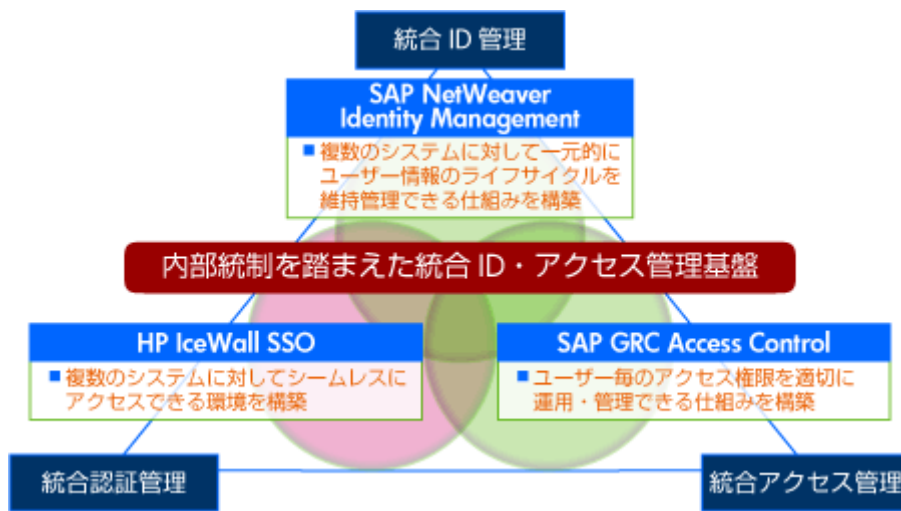 統合 ID 管理
SAP NetWeaver
Identity Management
■ 複数のシステムに対して一元的に
ユーザー情報のライフサイクルを
維持管理できる仕組みを構築
内部統制を踏まえた統合 ID・アクセス管理基盤
HP IceWall SSO
■ 複数のシステムに対してシームレスに
アクセスできる環境を構築
SAP GRC Access Control
■ ユーザー毎のアクセス権限を適切に
運用・管理できる仕組みを構築
統合認証管理
統合アクセス管理